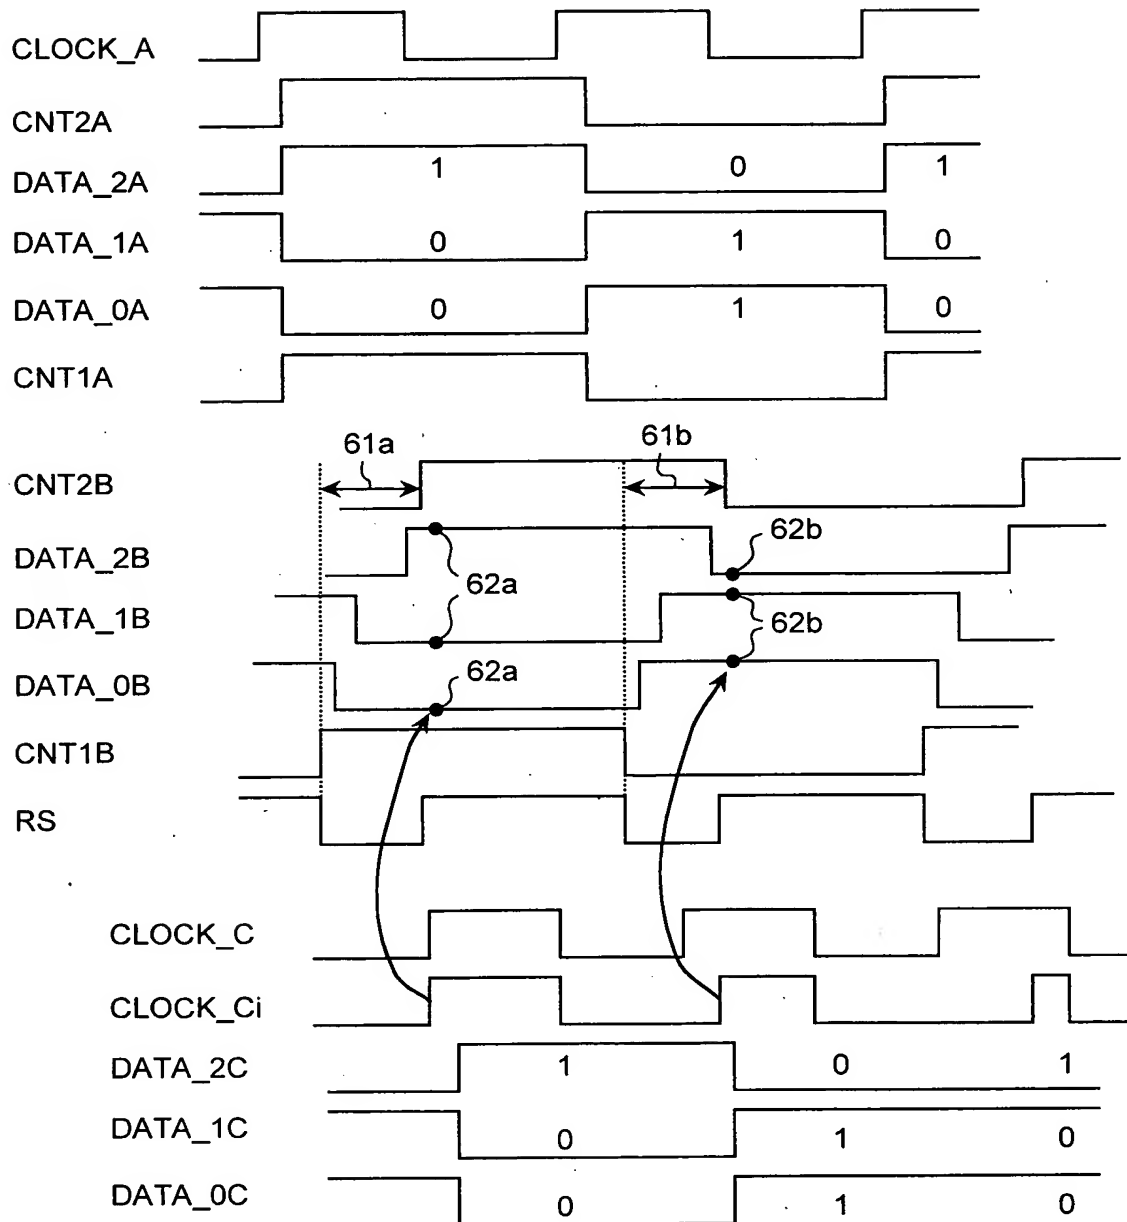 CLOCK_A
CNT2A
DATA_2A 1 0 1
DATA_1A 0 1 0
DATA_0A 0 1 0
CNT1A
61a 61b
CNT2B
DATA_2B 62b
62a
DATA_1B 62b
DATA_0B 62a
CNT1B
RS
CLOCK_C
CLOCK_Ci
DATA_2C 1 0 1
DATA_1C 0 1 0
DATA_0C 0 1 0